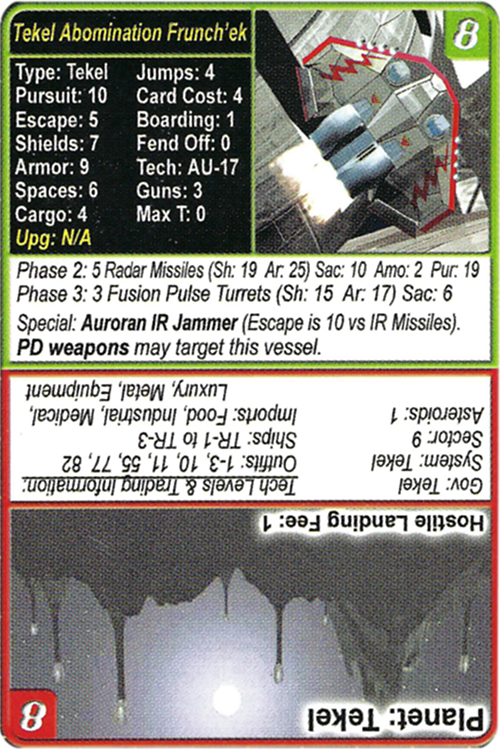 Tekel Abomination Frunch'ek
8
Type: Tekel Jumps: 4
Pursuit: 10 Card Cost: 4
Escape: 5 Boarding: 1
Shields: 7 Fend Off: 0
Armor: 9 Tech: AU-17
Spaces: 6 Guns: 3
Cargo: 4 Max T: 0
Upg: N/A
Phase 2: 5 Radar Missiles (Sh: 19 Ar: 25) Sac: 10 Amo: 2 Pur: 19
Phase 3: 3 Fusion Pulse Turrets (Sh: 15 Ar: 17) Sac: 6
Special: Auroran IR Jammer (Escape is 10 vs IR Missiles).
PD weapons may target this vessel.
Planet: Tekel
8
Hostile Landing Fee: 1
Gov: Tekel
System: Tekel
Sector: 9
Asteroids: 1
Tech Levels & Trading Information:
Outfits: 1-3, 10, 11, 55, 77, 82
Ships: TR-1 to TR-3
Imports: Food, Industrial, Medical,
Luxury, Metal, Equipment